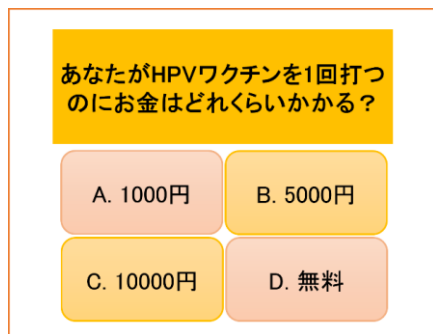 あなたがHPVワクチンを1回打つ
のにお金はどれくらいかかる？
A. 1000円
B. 5000円
C. 10000円
D. 無料